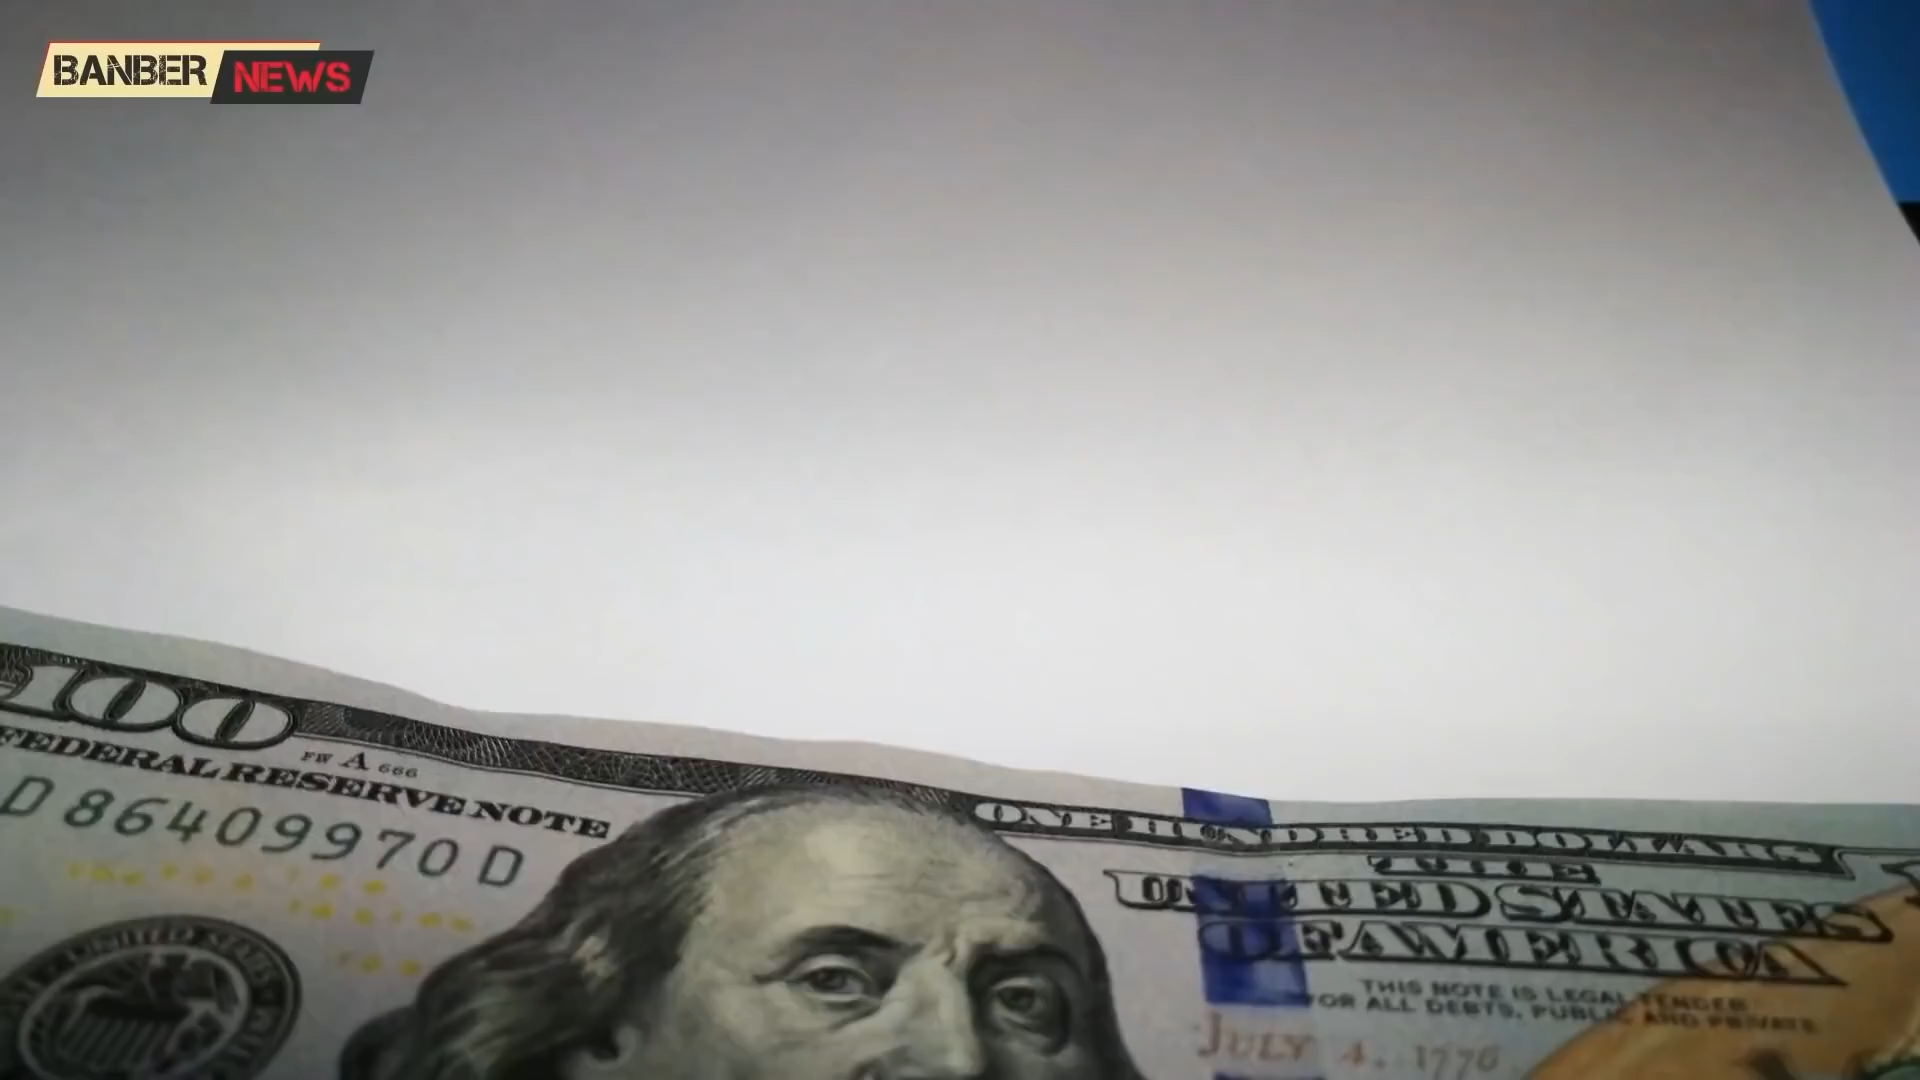 BANBER NEWS
100
FEDERAL RESERVE NOTE
FW A 666
D 86409970 D
ONE HUNDRED DOLLARS
THE
UNITED STATES
OF AMERICA
THIS NOTE IS LEGAL TENDER
FOR ALL DEBTS, PUBLIC AND PRIVATE
JULY 4, 1776